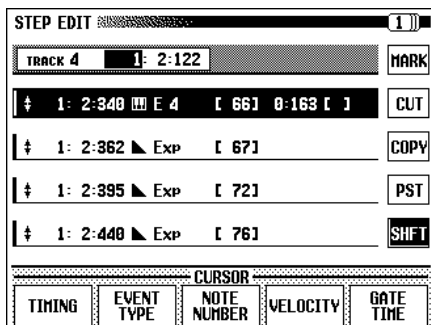 STEP EDIT 1
TRACK 4 1: 2:122 MARK
1: 2:340 E 4 [ 66] 0:163 [ ] CUT
1: 2:362 Exp [ 67] COPY
1: 2:395 Exp [ 72] PST
1: 2:440 Exp [ 76] SHFT
CURSOR
TIMING EVENT TYPE NOTE NUMBER VELOCITY GATE TIME